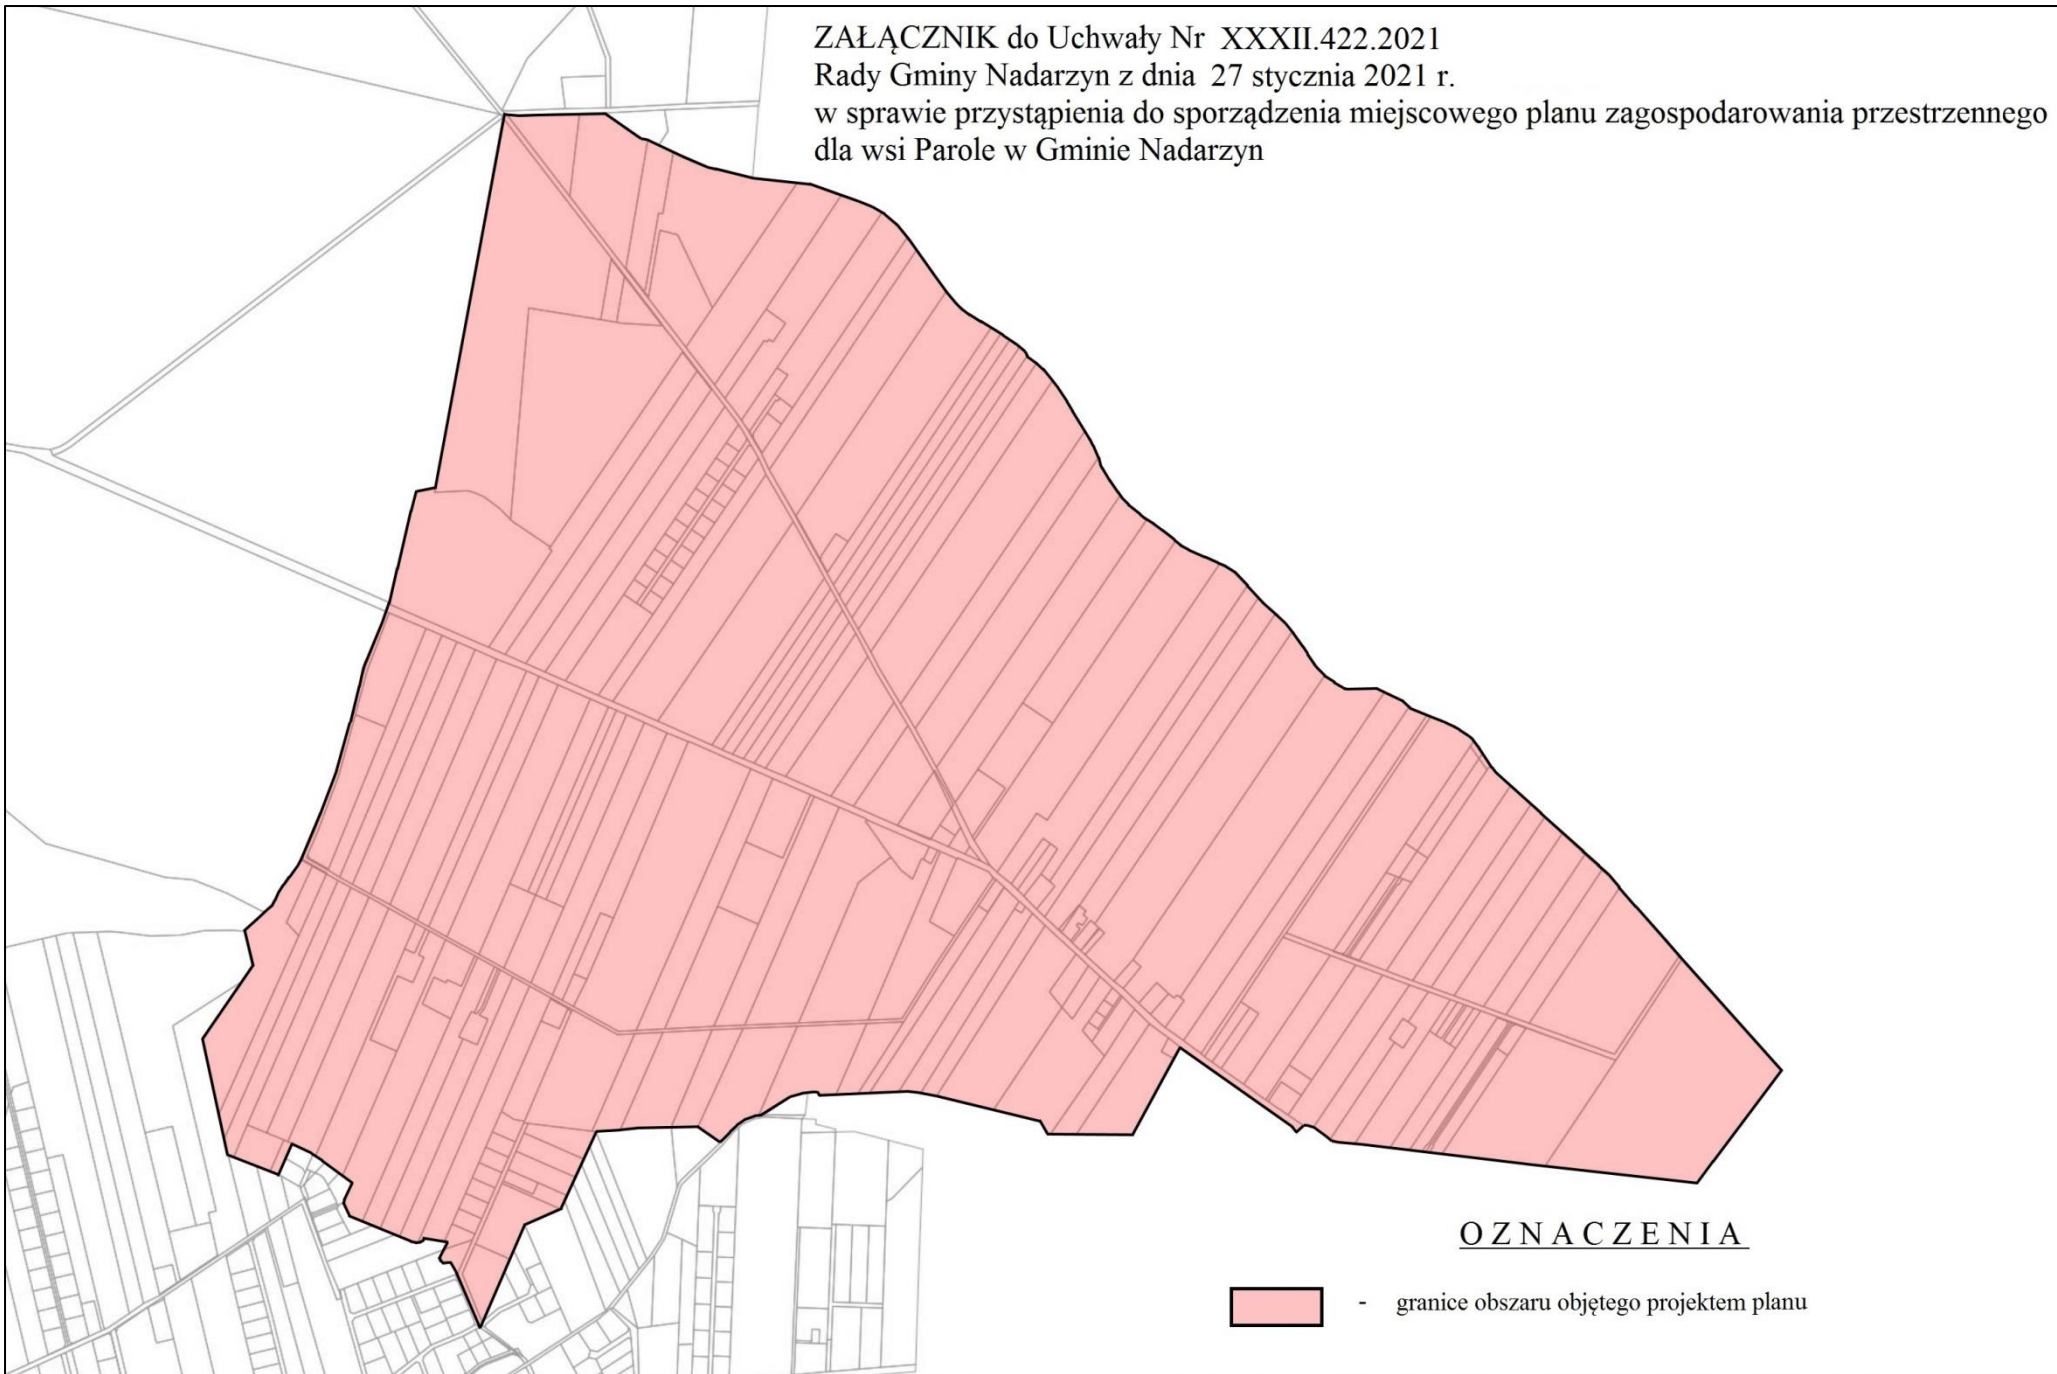 ZAŁĄCZNIK do Uchwały Nr XXXII.422.2021
Rady Gminy Nadarzyn z dnia 27 stycznia 2021 r.
w sprawie przystąpienia do sporządzenia miejscowego planu zagospodarowania przestrzennego
dla wsi Parole w Gminie Nadarzyn
OZNACZENIA
- granice obszaru objętego projektem planu